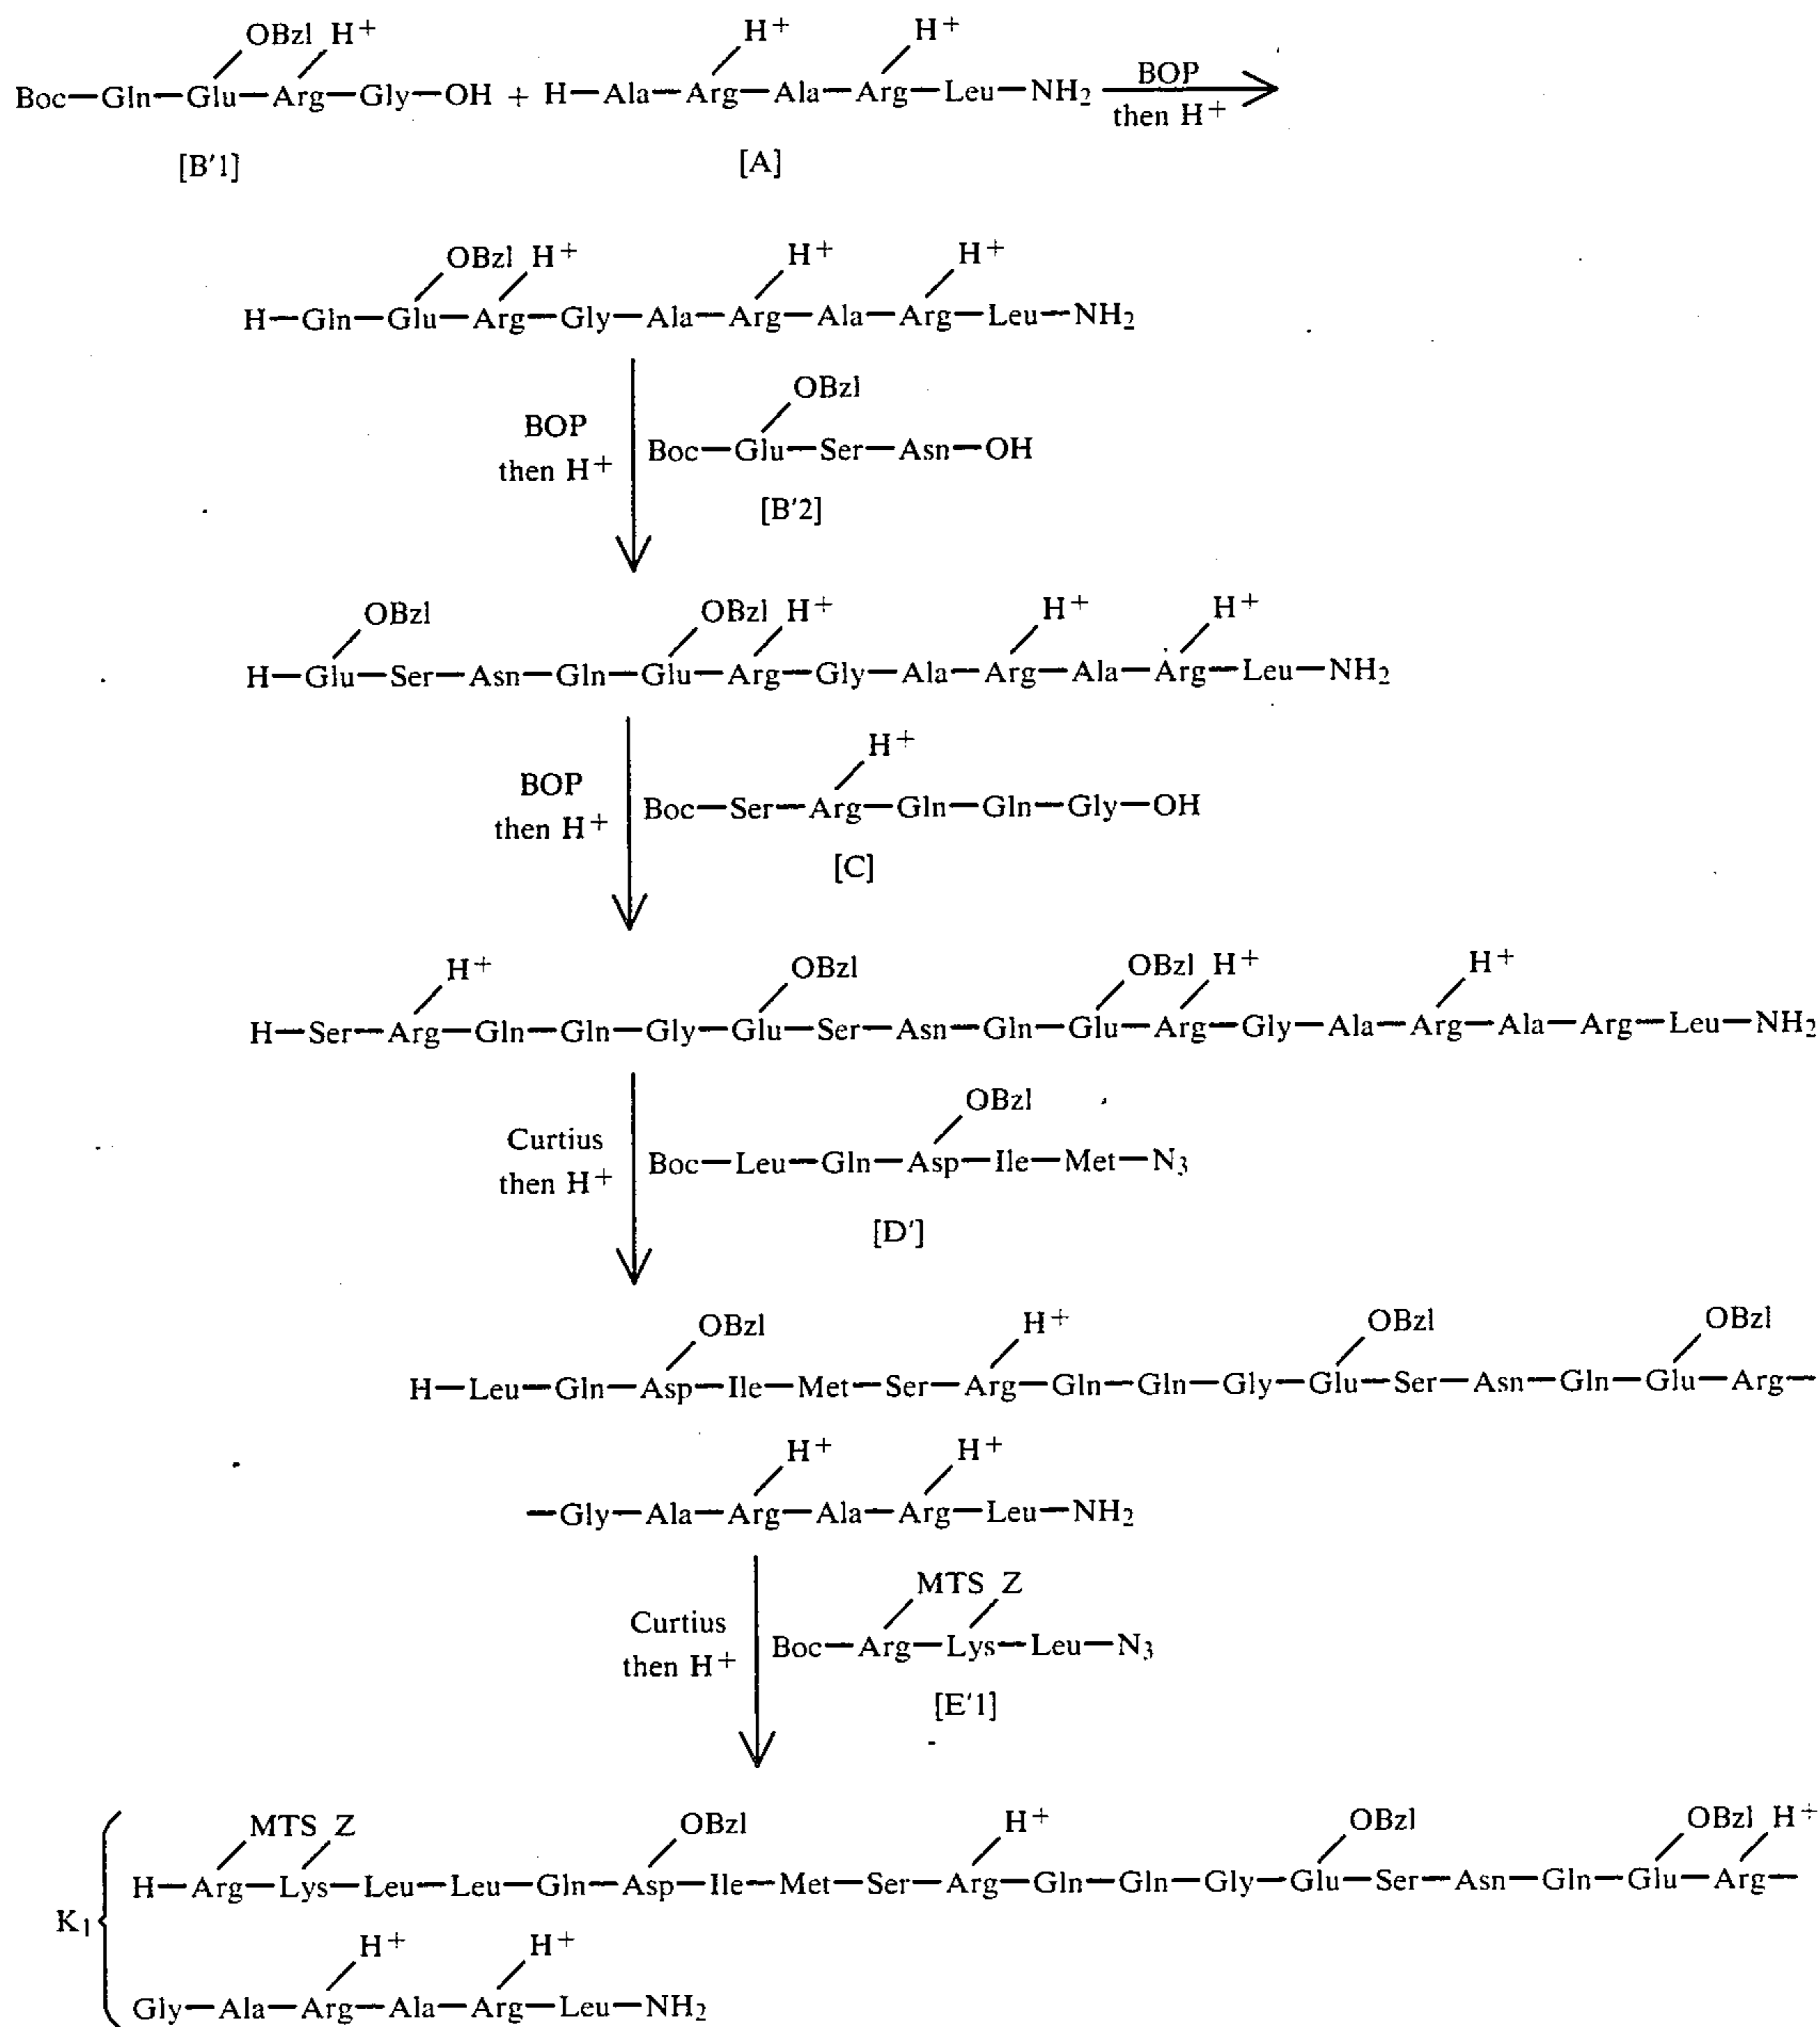 OBzl H+ H+ H+
Boc—Gln—Glu—Arg—Gly—OH + H—Ala—Arg—Ala—Arg—Leu—NH2 BOP then H+
[B'1] [A]
OBzl H+ H+ H+
H—Gln—Glu—Arg—Gly—Ala—Arg—Ala—Arg—Leu—NH2
OBzl
BOP
then H+
Boc—Glu—Ser—Asn—OH
[B'2]
OBzl OBzl H+ H+ H+
H—Glu—Ser—Asn—Gln—Glu—Arg—Gly—Ala—Arg—Ala—Arg—Leu—NH2
H+
BOP
then H+
Boc—Ser—Arg—Gln—Gln—Gly—OH
[C]
H+ OBzl OBzl H+ H+
H—Ser—Arg—Gln—Gln—Gly—Glu—Ser—Asn—Gln—Glu—Arg—Gly—Ala—Arg—Ala—Arg—Leu—NH2
OBzl
Curtius
then H+
Boc—Leu—Gln—Asp—Ile—Met—N3
[D']
OBzl H+ OBzl OBzl
H—Leu—Gln—Asp—Ile—Met—Ser—Arg—Gln—Gln—Gly—Glu—Ser—Asn—Gln—Glu—Arg—
H+ H+
—Gly—Ala—Arg—Ala—Arg—Leu—NH2
MTS Z
Curtius
then H+
Boc—Arg—Lys—Leu—N3
[E'1]
MTS Z OBzl H+ OBzl OBzl H+
H—Arg—Lys—Leu—Leu—Gln—Asp—Ile—Met—Ser—Arg—Gln—Gln—Gly—Glu—Ser—Asn—Gln—Glu—Arg—
K1
H+ H+
Gly—Ala—Arg—Ala—Arg—Leu—NH2